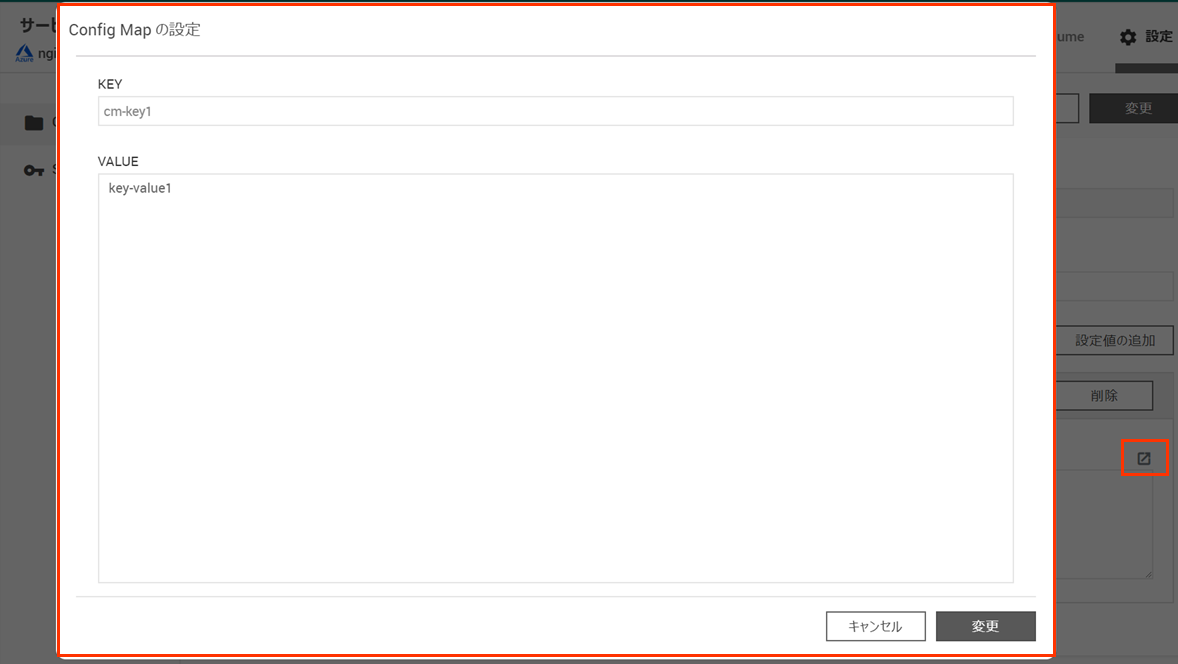 Config Map の設定
サービ
ume
設定
Azure
ngi
変更
KEY
cm-key1
VALUE
key-value1
設定値の追加
削除
キャンセル
変更